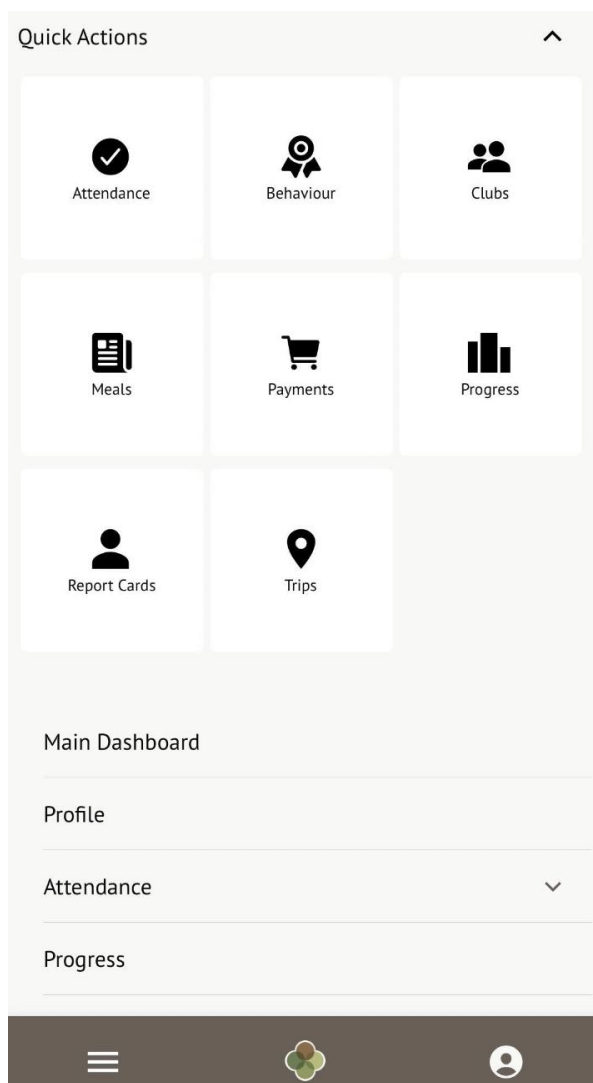 Quick Actions
Attendance
Behaviour
Clubs
Meals
Payments
Progress
Report Cards
Trips
Main Dashboard
Profile
Attendance
Progress